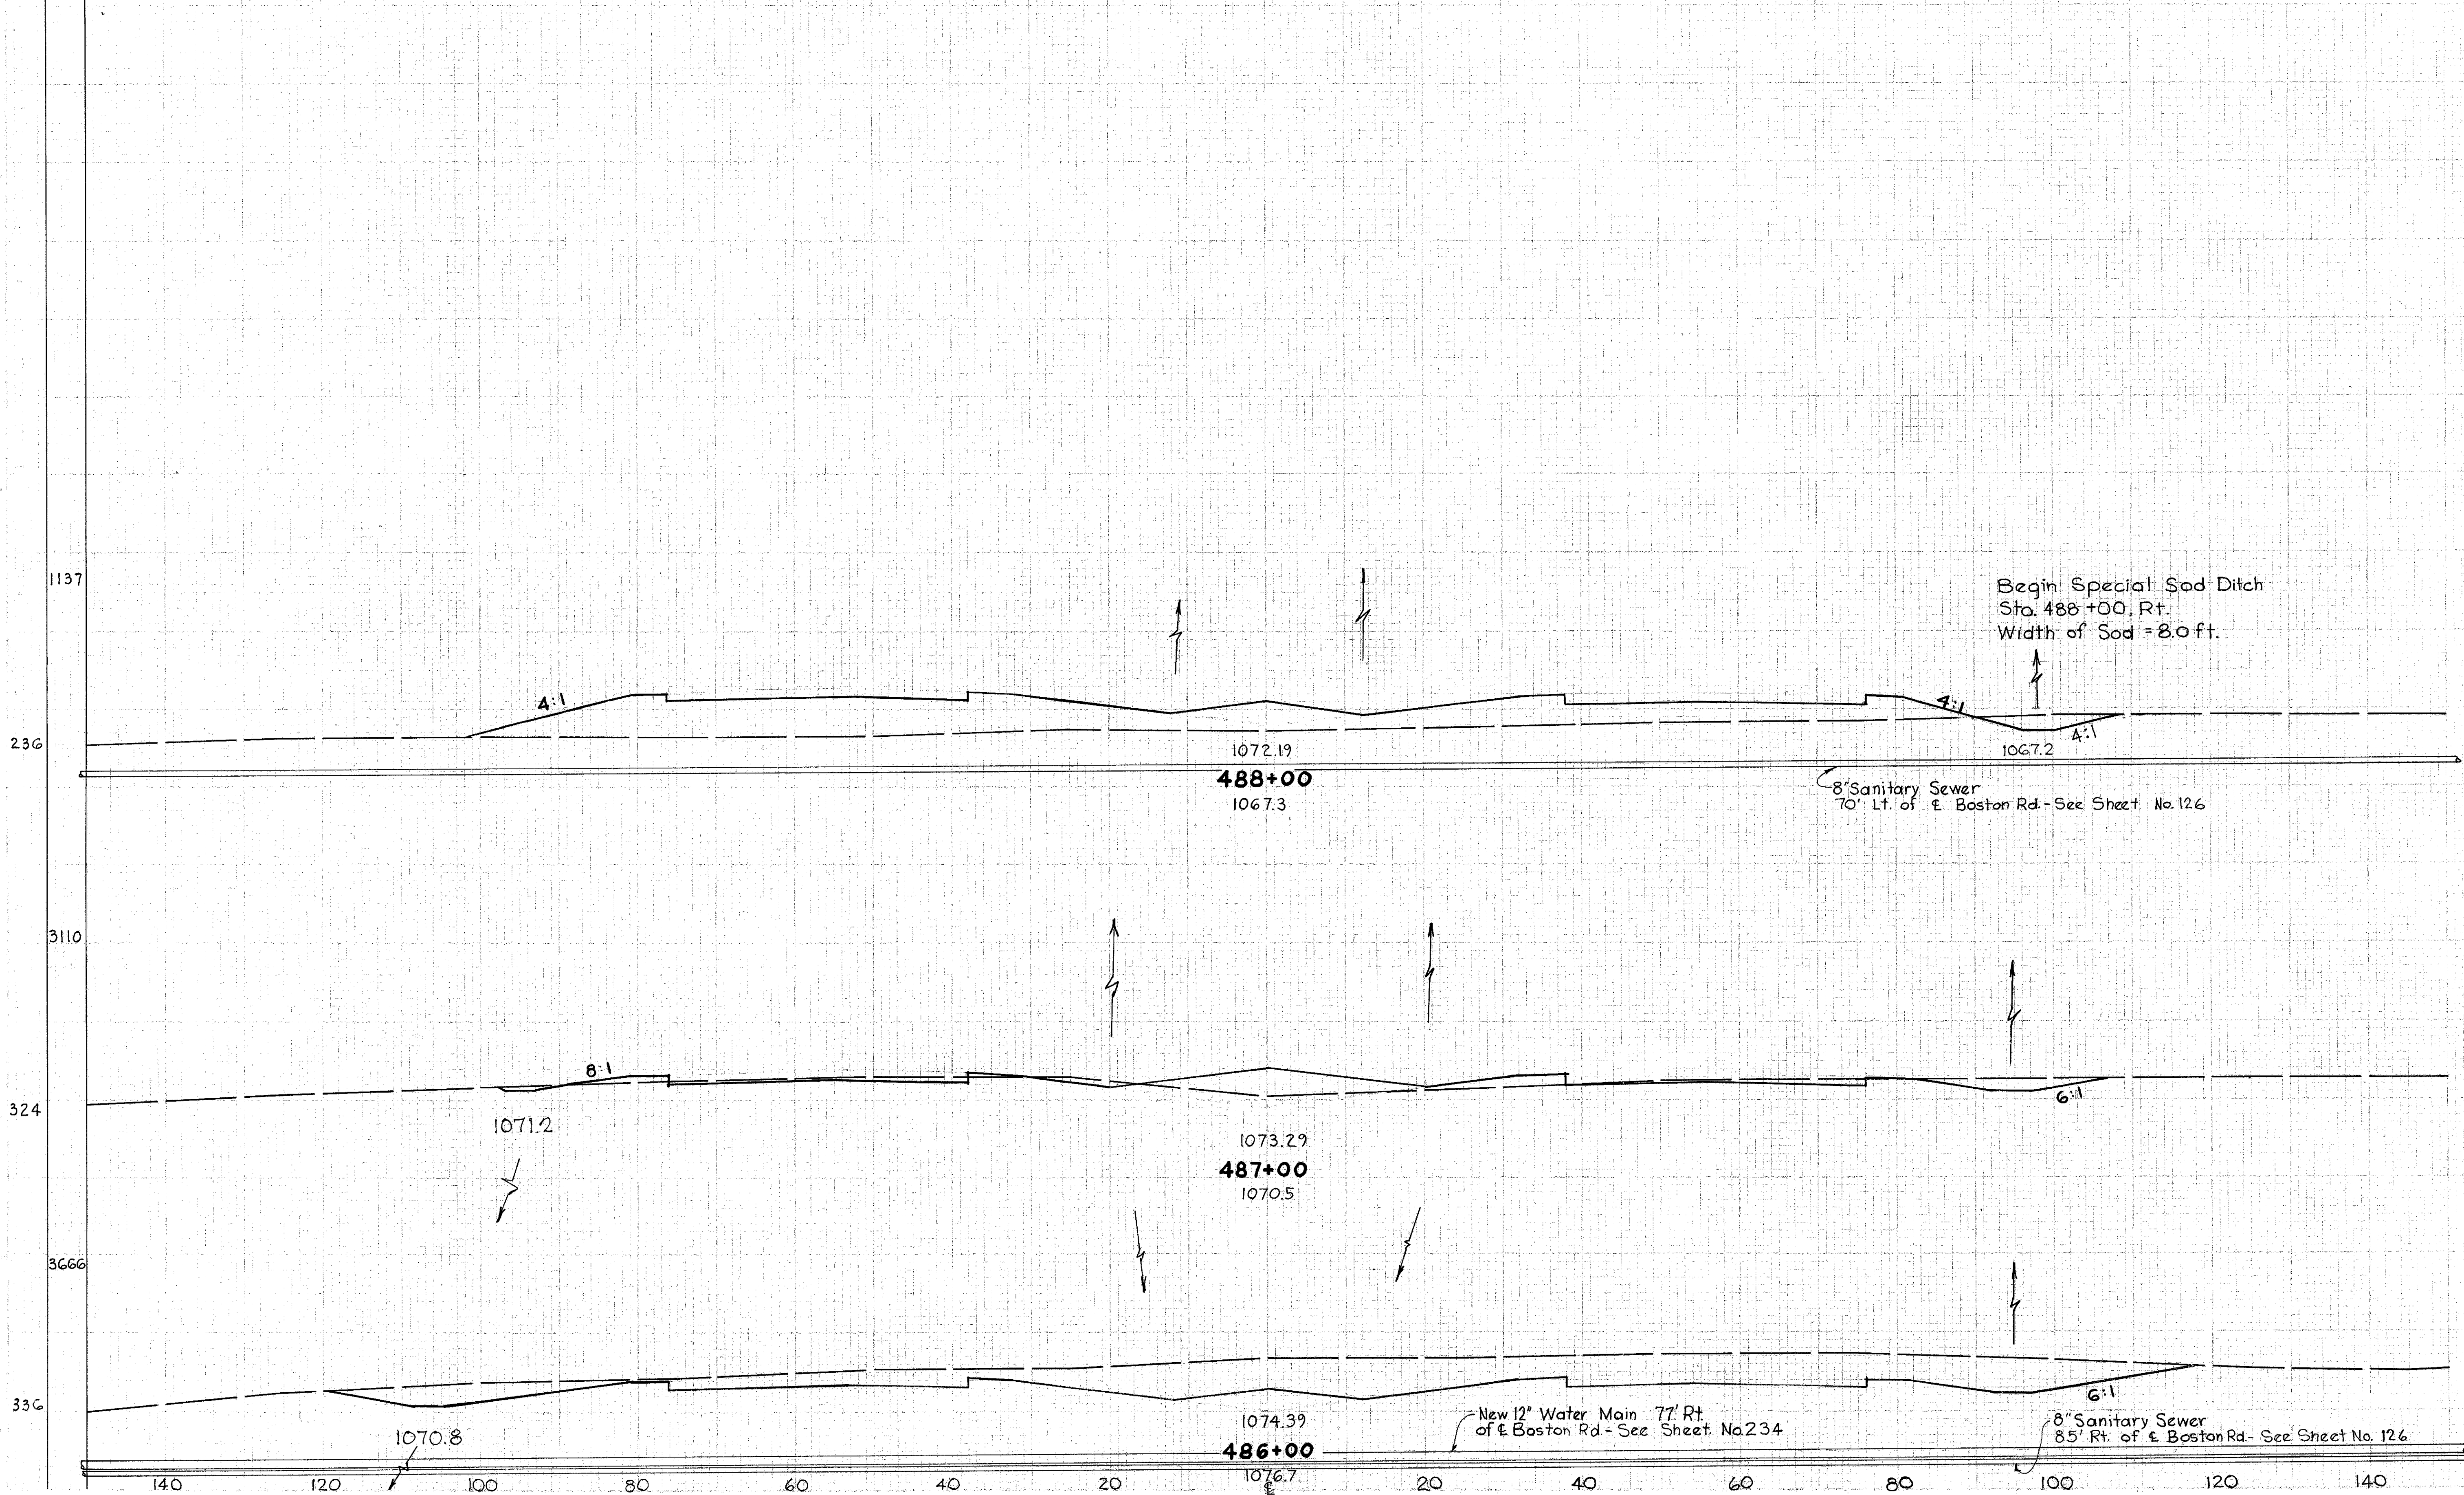 1137
Begin Special Sod Ditch
Sta. 488+00, Rt.
Width of Sod = 8.0 ft.
4:1
4:1
4:1
236
1072.19
1067.2
488+00
1067.3
8" Sanitary Sewer
70' Lt. of ℄ Boston Rd.-See Sheet No. 126
3110
8:1
6:1
324
1071.2
1073.29
487+00
1070.5
3666
6:1
336
1074.39
New 12" Water Main 77' Rt.
of ℄ Boston Rd.-See Sheet. No.234
8" Sanitary Sewer
85' Rt. of ℄ Boston Rd.-See Sheet No. 126
1070.8
486+00
1076.7
140 120 100 80 60 40 20 ℄ 20 40 60 80 100 120 140